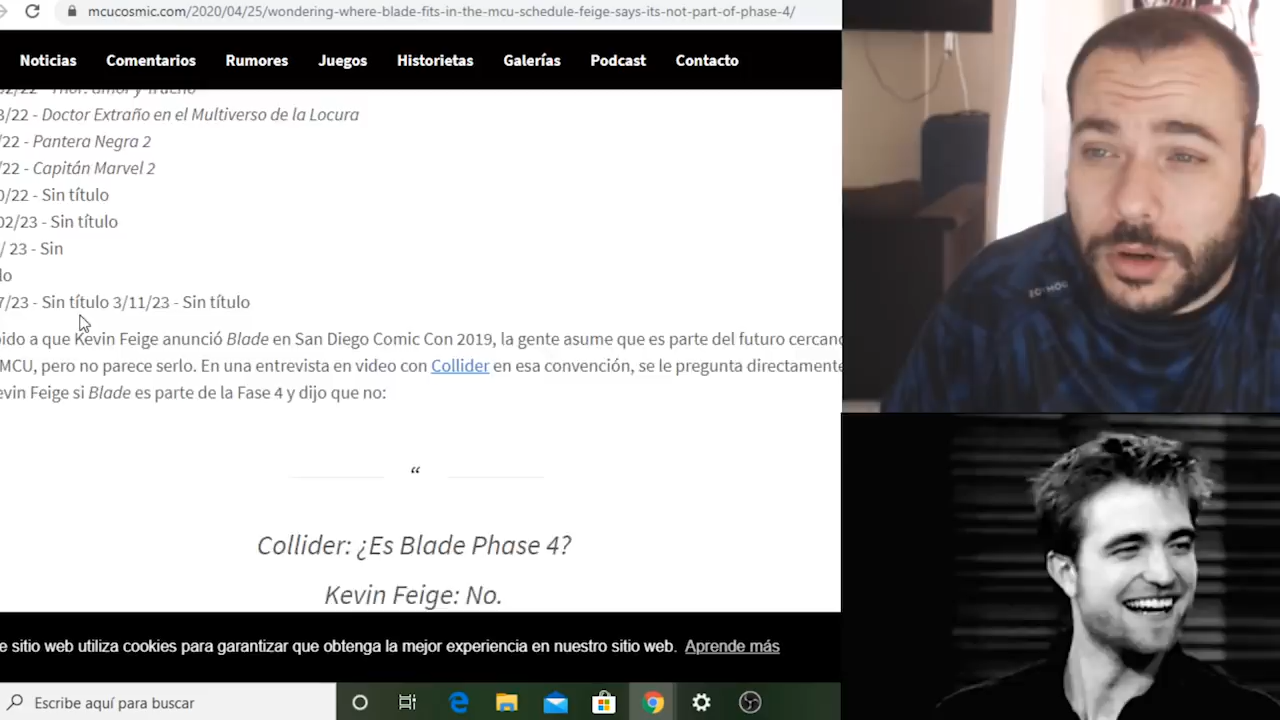 mcucosmic.com/2020/04/25/wondering-where-blade-fits-in-the-mcu-schedule-feige-says-its-not-part-of-phase-4/
Noticias Comentarios Rumores Juegos Historietas Galerías Podcast Contacto
/22 - Doctor Extraño en el Multiverso de la Locura
/22 - Pantera Negra 2
/22 - Capitán Marvel 2
0/22 - Sin título
02/23 - Sin título
/ 23 - Sin
lo
7/23 - Sin título 3/11/23 - Sin título
ido a que Kevin Feige anunció Blade en San Diego Comic Con 2019, la gente asume que es parte del futuro cercano
MCU, pero no parece serlo. En una entrevista en video con Collider en esa convención, se le pregunta directamente
evin Feige si Blade es parte de la Fase 4 y dijo que no:
“
Collider: ¿Es Blade Phase 4?
Kevin Feige: No.
e sitio web utiliza cookies para garantizar que obtenga la mejor experiencia en nuestro sitio web. Aprende más
Escribe aquí para buscar